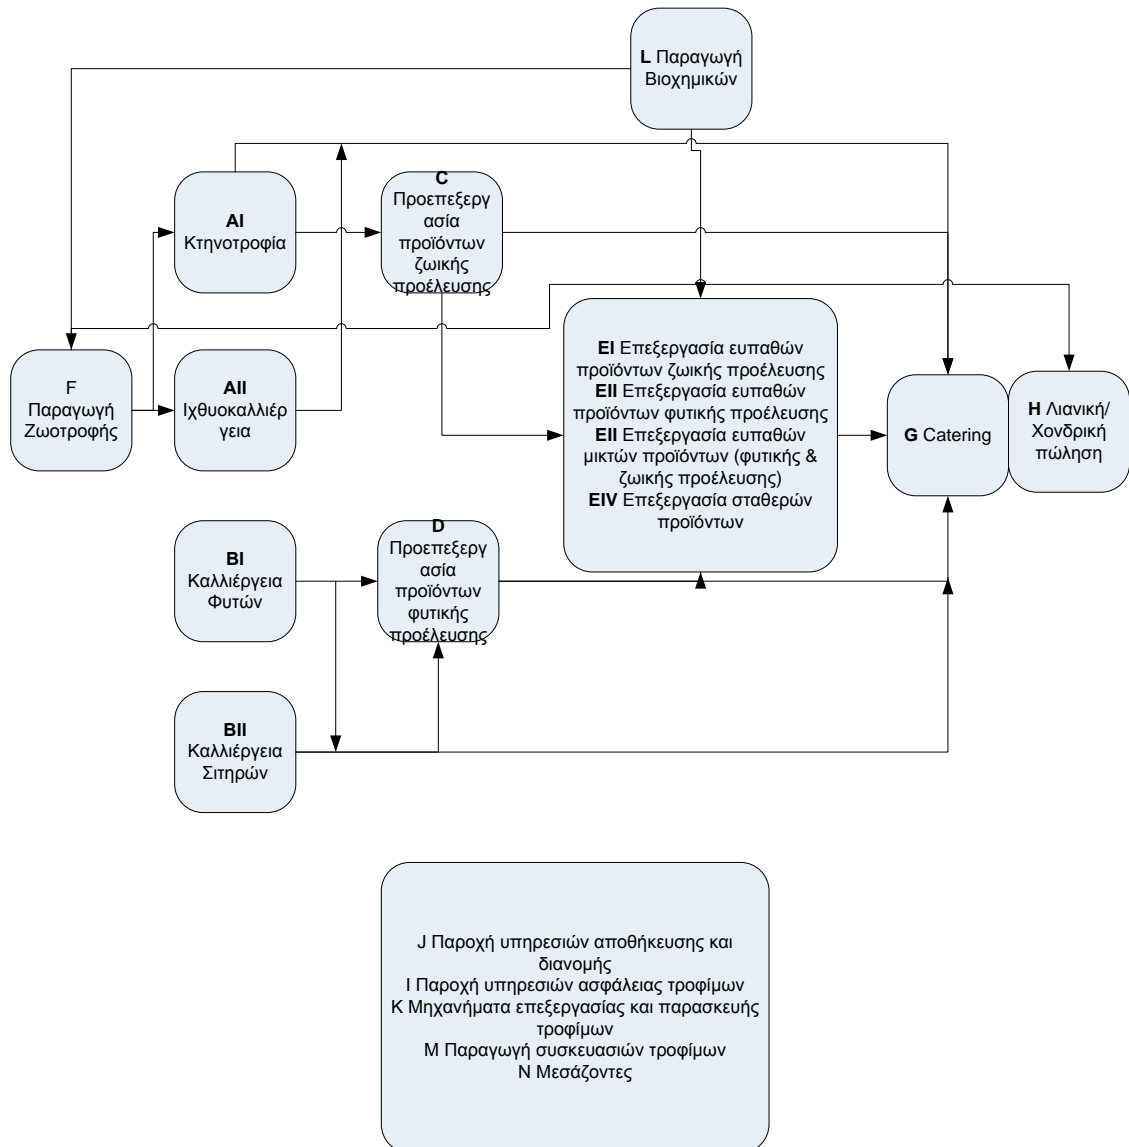 L Παραγωγή
Βιοχημικών
AI
Κτηνοτροφία
C
Προεπεξεργ
ασία
προϊόντων
ζωικής
προέλευσης
F
Παραγωγή
Ζωοτροφής
AII
Ιχθυοκαλλιέρ
γεια
EI Επεξεργασία ευπαθών
προϊόντων ζωικής προέλευσης
EII Επεξεργασία ευπαθών
προϊόντων φυτικής προέλευσης
EII Επεξεργασία ευπαθών
μικτών προϊόντων (φυτικής &
ζωικής προέλευσης)
EIV Επεξεργασία σταθερών
προϊόντων
G Catering
H Λιανική/
Χονδρική
πώληση
BI
Καλλιέργεια
Φυτών
D
Προεπεξεργ
ασία
προϊόντων
φυτικής
προέλευσης
BII
Καλλιέργεια
Σιτηρών
J Παροχή υπηρεσιών αποθήκευσης και
διανομής
I Παροχή υπηρεσιών ασφάλειας τροφίμων
K Μηχανήματα επεξεργασίας και παρασκευής
τροφίμων
M Παραγωγή συσκευασιών τροφίμων
N Μεσάζοντες